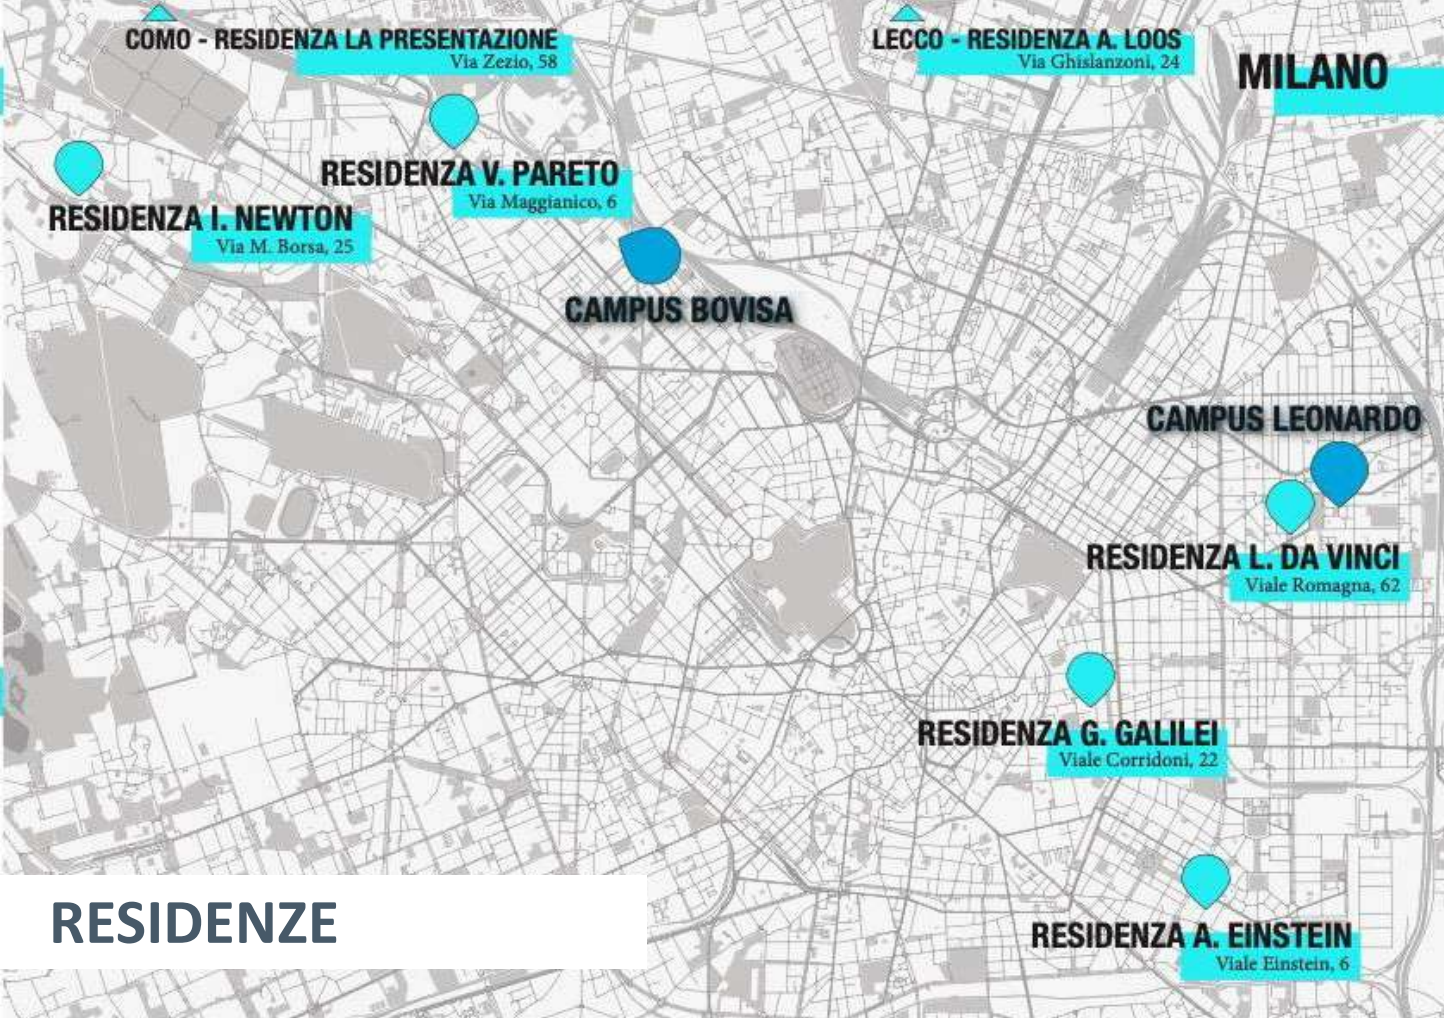 COMO - RESIDENZA LA PRESENTAZIONE
Via Zezio, 58
LECCO - RESIDENZA A. LOOS
Via Ghislanzoni, 24
MILANO
RESIDENZA V. PARETO
Via Maggianico, 6
RESIDENZA I. NEWTON
Via M. Borsa, 25
CAMPUS BOVISA
CAMPUS LEONARDO
RESIDENZA L. DA VINCI
Viale Romagna, 62
RESIDENZA G. GALILEI
Viale Corridoni, 22
RESIDENZA A. EINSTEIN
Viale Einstein, 6
RESIDENZE